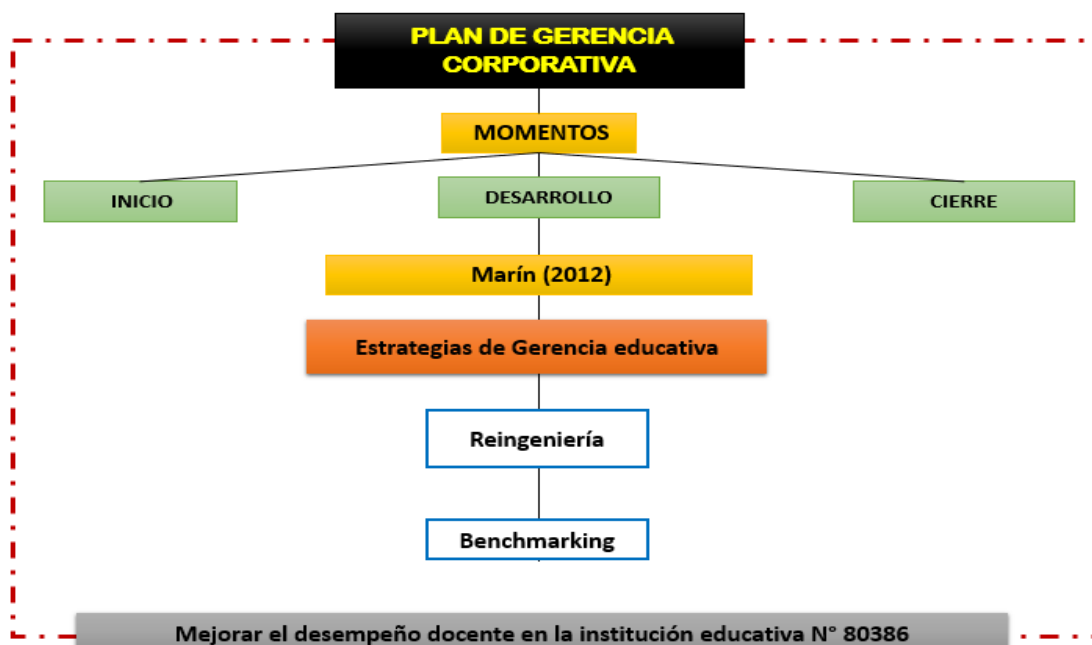 PLAN DE GERENCIA
CORPORATIVA
MOMENTOS
INICIO
DESARROLLO
CIERRE
Marín (2012)
Estrategias de Gerencia educativa
Reingeniería
Benchmarking
Mejorar el desempeño docente en la institución educativa N° 80386